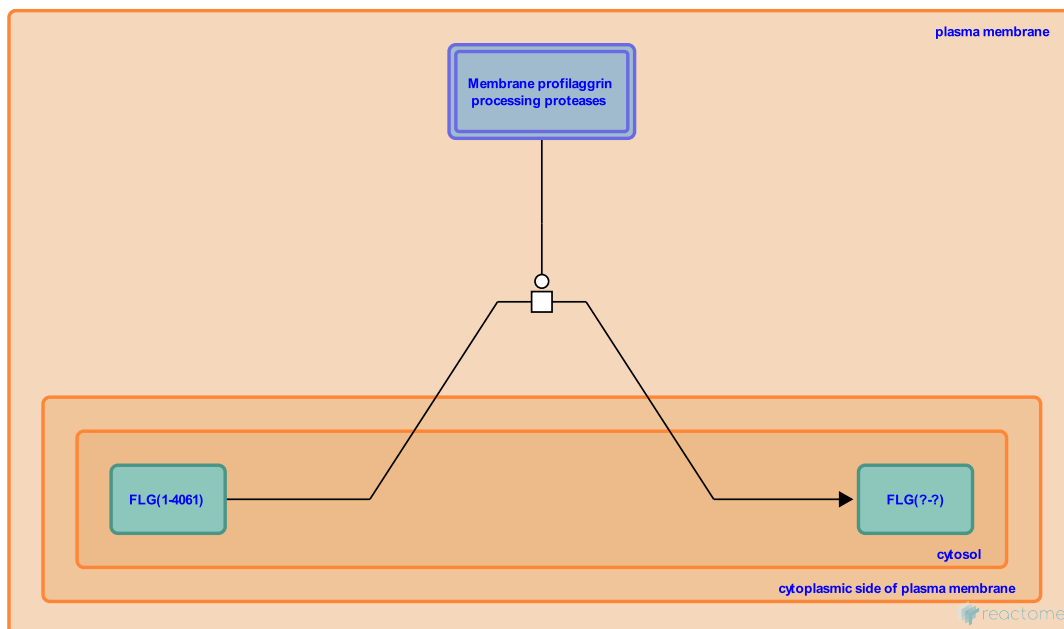 plasma membrane
Membrane profilaggrin
processing proteases
FLG(1-4061)
FLG(?-?)
cytosol
cytoplasmic side of plasma membrane
reactome